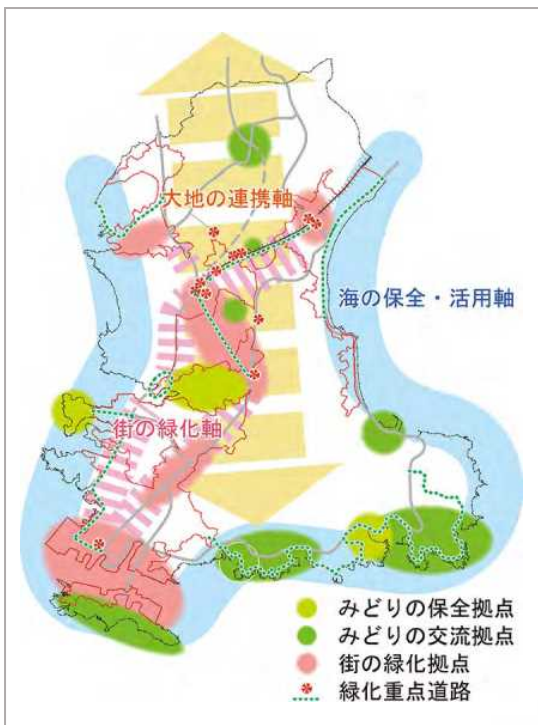 大地の連携軸
海の保全・活用軸
街の緑化軸
みどりの保全拠点
みどりの交流拠点
街の緑化拠点
緑化重点道路